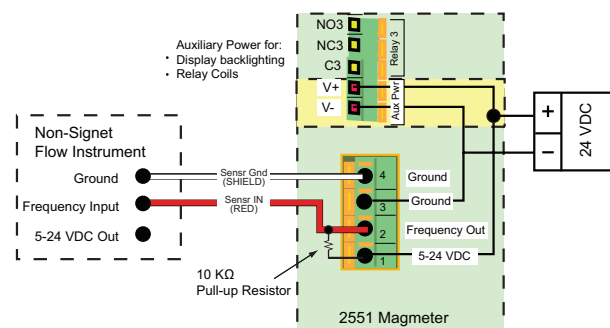 NO3
NC3
C3
Relay 3
V+
V-
Aux Pwr
Auxiliary Power for:
• Display backlighting
• Relay Coils
+
–
24 VDC
Non-Signet
Flow Instrument
Ground
Frequency Input
5-24 VDC Out
Sensr Gnd
(SHIELD)
Sensr IN
(RED)
10 KΩ
Pull-up Resistor
4
Ground
3
Ground
2
Frequency Out
1
5-24 VDC
2551 Magmeter